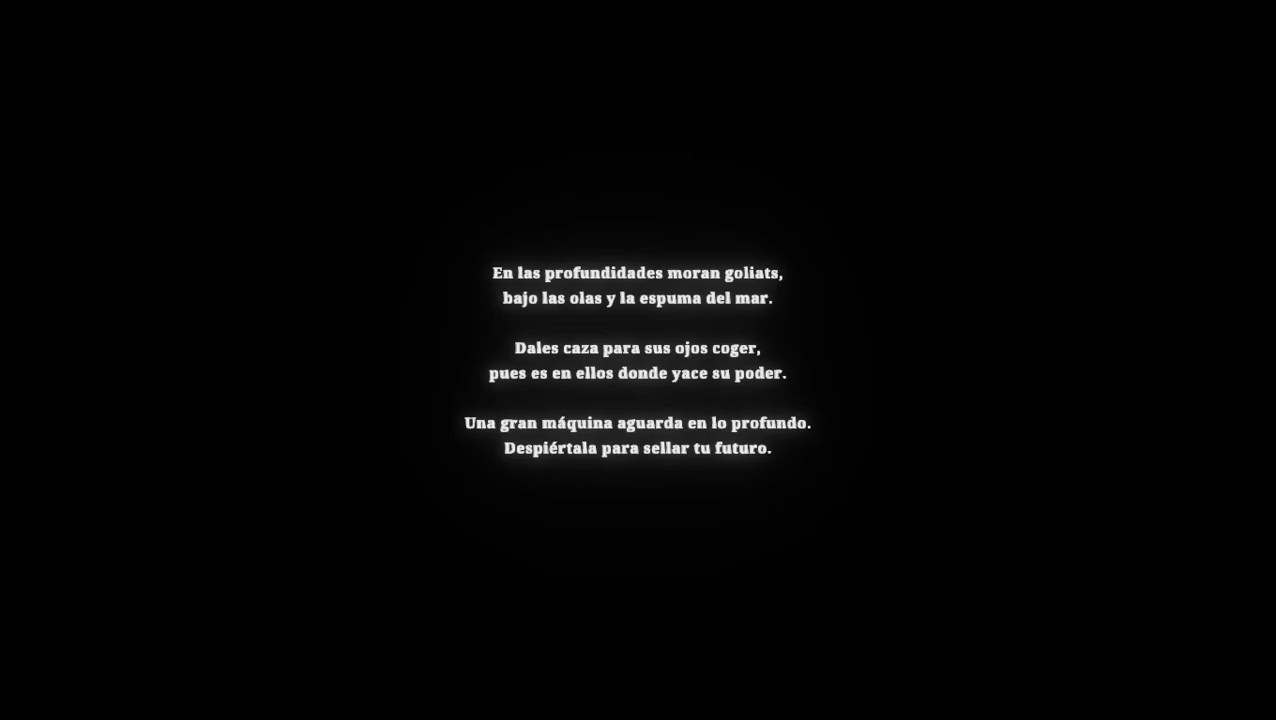 En las profundidades moran goliats,
bajo las olas y la espuma del mar.
Dales caza para sus ojos coger,
pues es en ellos donde yace su poder.
Una gran máquina aguarda en lo profundo.
Despiértala para sellar tu futuro.